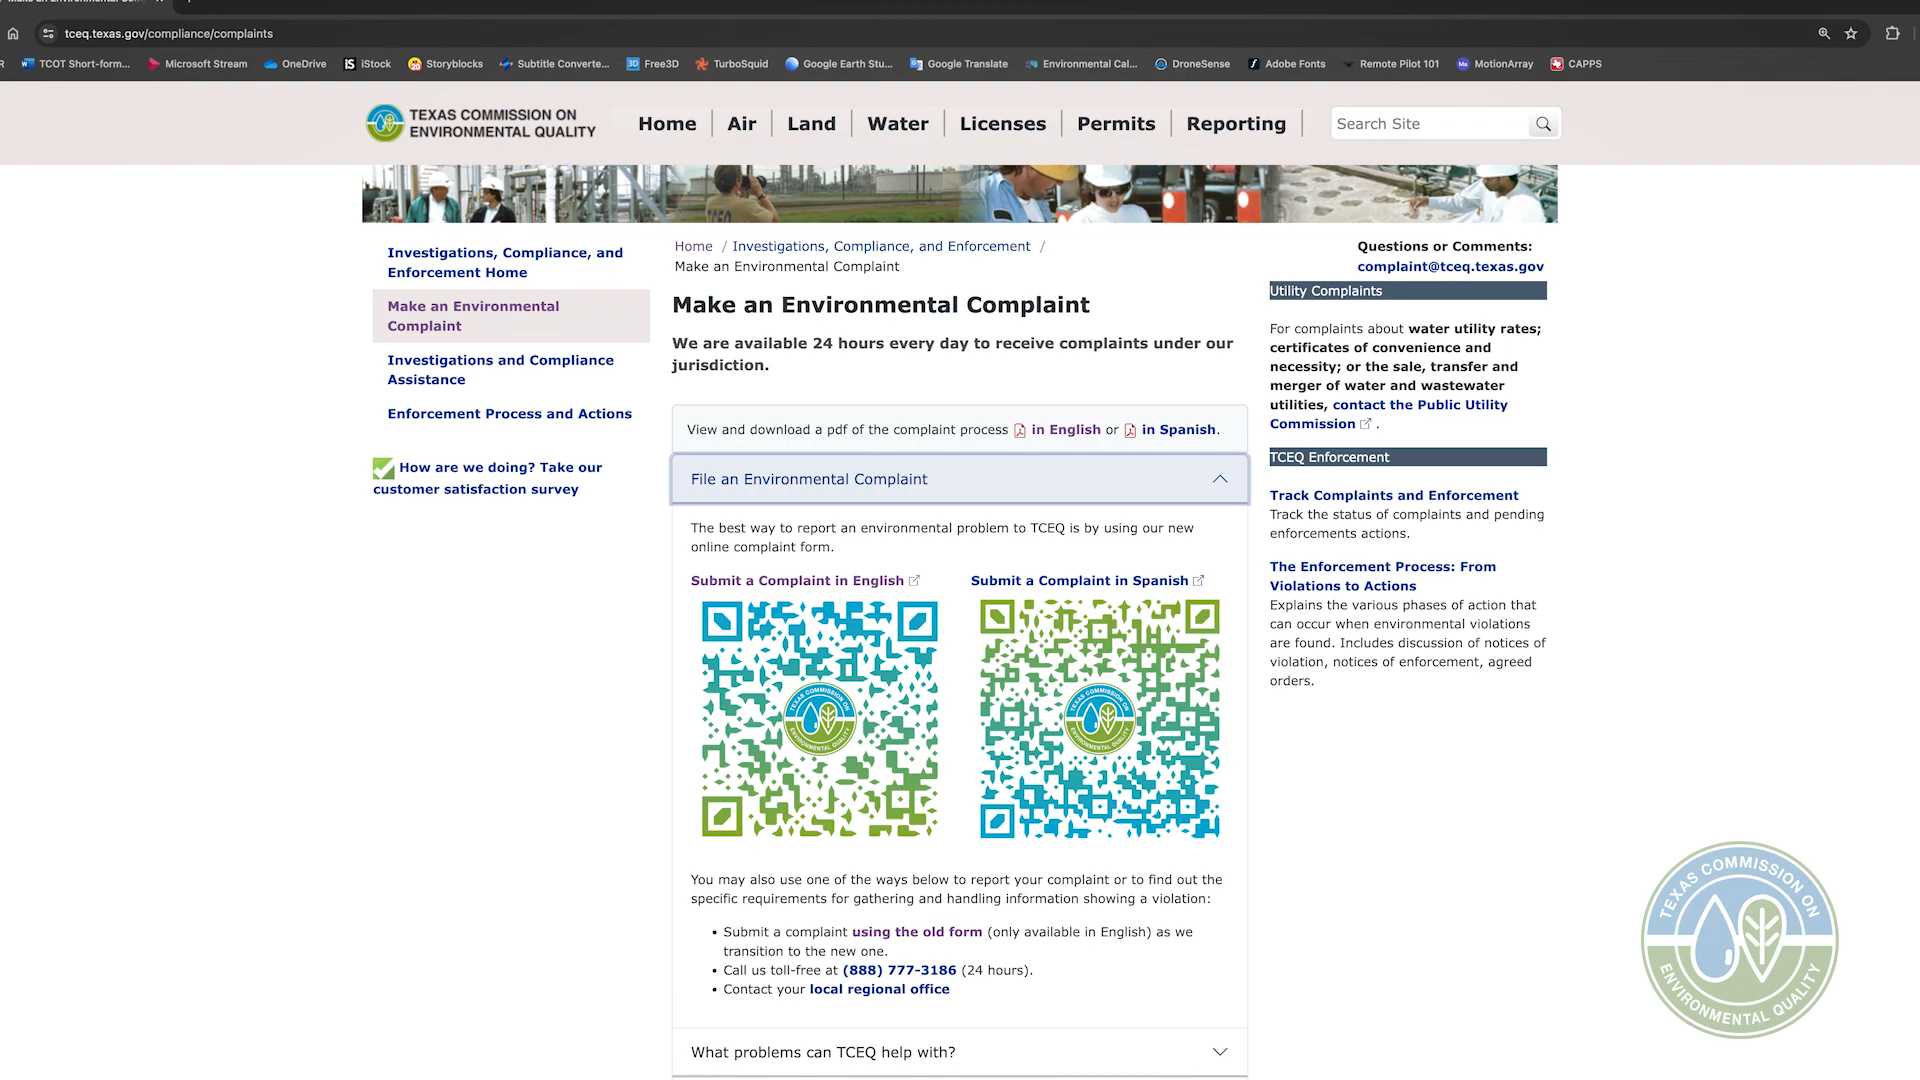 tceq.texas.gov/compliance/complaints
TCOT Short-form... Microsoft Stream OneDrive iStock Storyblocks Subtitle Converte... Free3D TurboSquid Google Earth Stu... Google Translate Environmental Cal... DroneSense Adobe Fonts Remote Pilot 101 MotionArray CAPPS
TEXAS COMMISSION ON
ENVIRONMENTAL QUALITY
Home Air Land Water Licenses Permits Reporting
Search Site
Investigations, Compliance, and
Enforcement Home
Make an Environmental
Complaint
Investigations and Compliance
Assistance
Enforcement Process and Actions
How are we doing? Take our
customer satisfaction survey
Home / Investigations, Compliance, and Enforcement /
Make an Environmental Complaint
Make an Environmental Complaint
We are available 24 hours every day to receive complaints under our
jurisdiction.
View and download a pdf of the complaint process in English or in Spanish.
File an Environmental Complaint
The best way to report an environmental problem to TCEQ is by using our new
online complaint form.
Submit a Complaint in English
Submit a Complaint in Spanish
TEXAS COMMISSION ON
ENVIRONMENTAL QUALITY
TEXAS COMMISSION ON
ENVIRONMENTAL QUALITY
You may also use one of the ways below to report your complaint or to find out the
specific requirements for gathering and handling information showing a violation:
• Submit a complaint using the old form (only available in English) as we
transition to the new one.
• Call us toll-free at (888) 777-3186 (24 hours).
• Contact your local regional office
What problems can TCEQ help with?
Questions or Comments:
complaint@tceq.texas.gov
Utility Complaints
For complaints about water utility rates;
certificates of convenience and
necessity; or the sale, transfer and
merger of water and wastewater
utilities, contact the Public Utility
Commission .
TCEQ Enforcement
Track Complaints and Enforcement
Track the status of complaints and pending
enforcements actions.
The Enforcement Process: From
Violations to Actions
Explains the various phases of action that
can occur when environmental violations
are found. Includes discussion of notices of
violation, notices of enforcement, agreed
orders.
TEXAS COMMISSION ON
ENVIRONMENTAL QUALITY